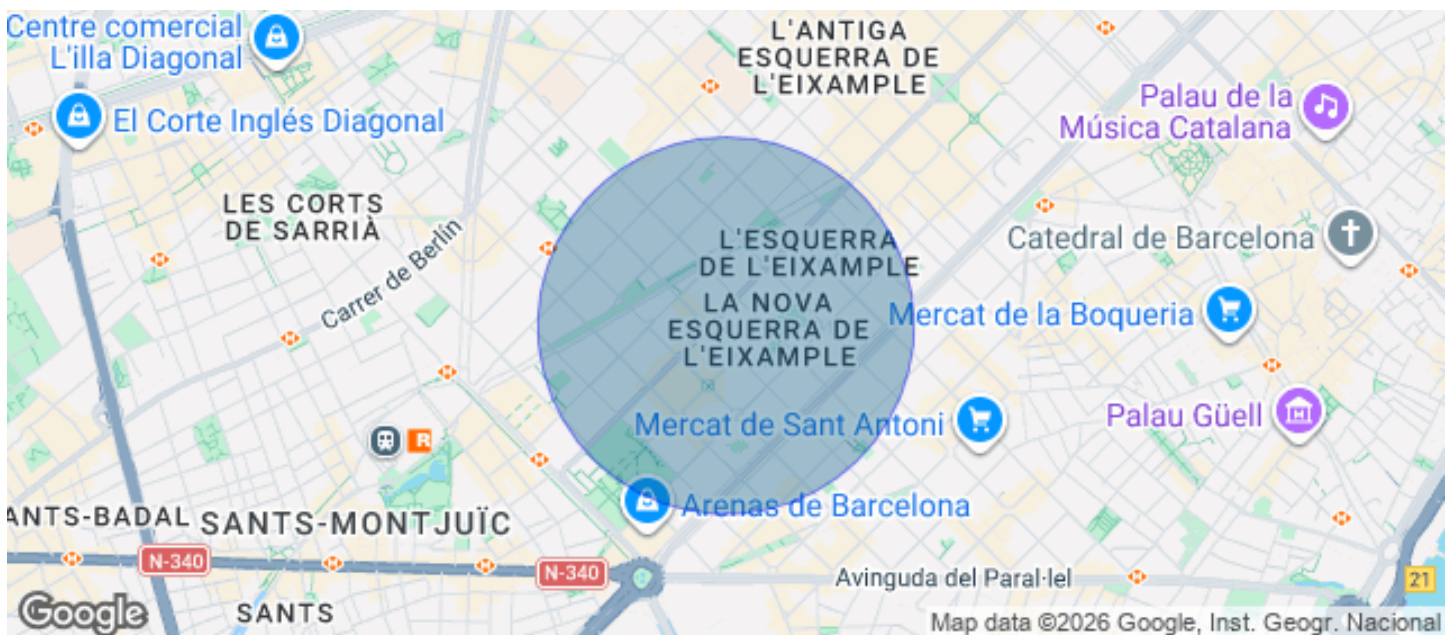 Centre comercial
L'illa Diagonal
L'ANTIGA
ESQUERRA DE
L'EIXAMPLE
El Corte Inglés Diagonal
Palau de la
Música Catalana
LES CORTS
DE SARRIÀ
Carrer de Berlín
L'ESQUERRA
DE L'EIXAMPLE
Catedral de Barcelona
LA NOVA
ESQUERRA DE
L'EIXAMPLE
Mercat de la Boqueria
Mercat de Sant Antoni
Palau Güell
R
Arenas de Barcelona
ANTS-BADAL
SANTS-MONTJUÏC
N-340
N-340
Avinguda del Paral·lel
21
SANTS
Google
Map data ©2026 Google, Inst. Geogr. Nacional